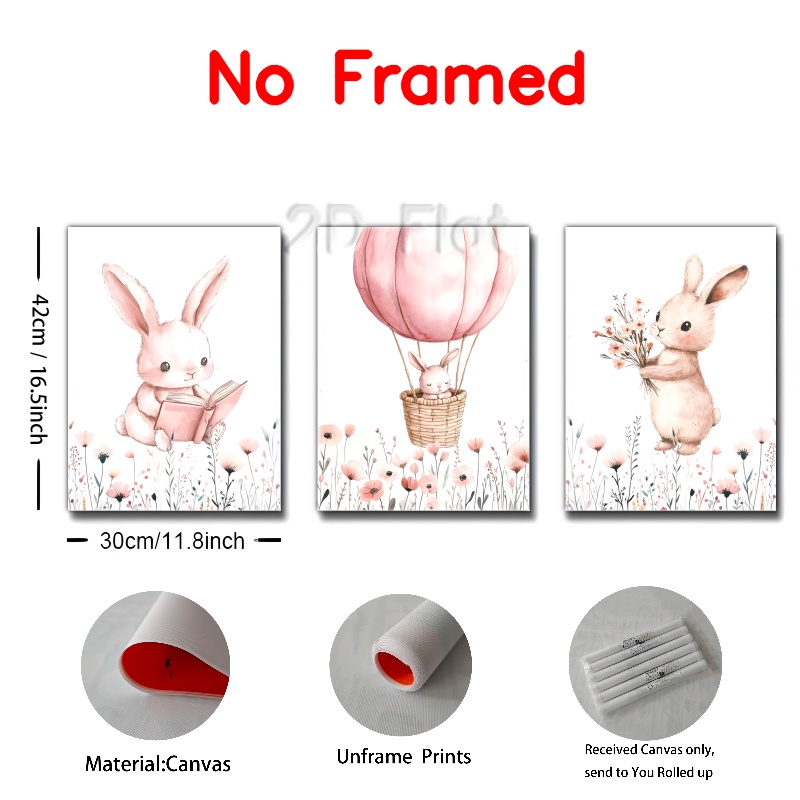 No Framed
2D Flat
42cm / 16.5inch
30cm/11.8inch
Material:Canvas
Unframe Prints
Received Canvas only,
send to You Rolled up